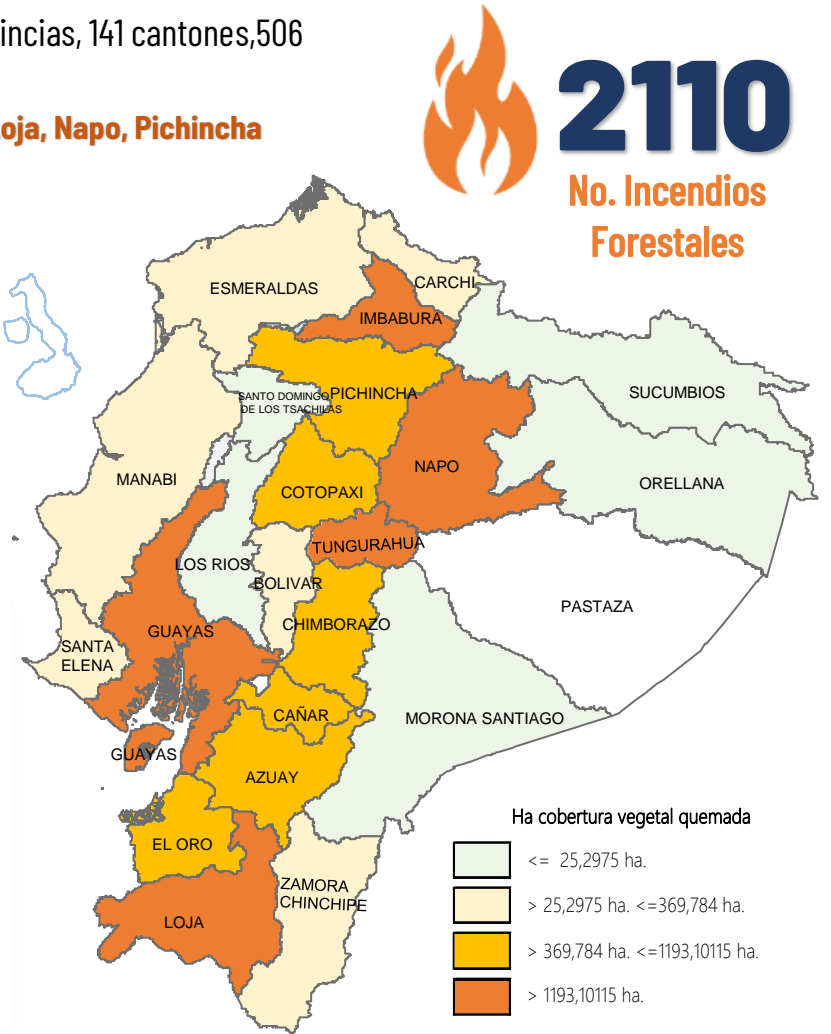 incias, 141 cantones,506
oja, Napo, Pichincha
2110
No. Incendios
Forestales
ESMERALDAS
CARCHI
IMBABURA
SANTO DOMINGO
DE LOS TSACHILAS
PICHINCHA
SUCUMBIOS
NAPO
ORELLANA
MANABI
COTOPAXI
TUNGURAHUA
LOS RIOS
BOLIVAR
PASTAZA
CHIMBORAZO
GUAYAS
SANTA
ELENA
CAÑAR
MORONA SANTIAGO
GUAYAS
AZUAY
EL ORO
ZAMORA
CHINCHIPE
LOJA
Ha cobertura vegetal quemada
<= 25,2975 ha.
> 25,2975 ha. <=369,784 ha.
> 369,784 ha. <=1193,10115 ha.
> 1193,10115 ha.